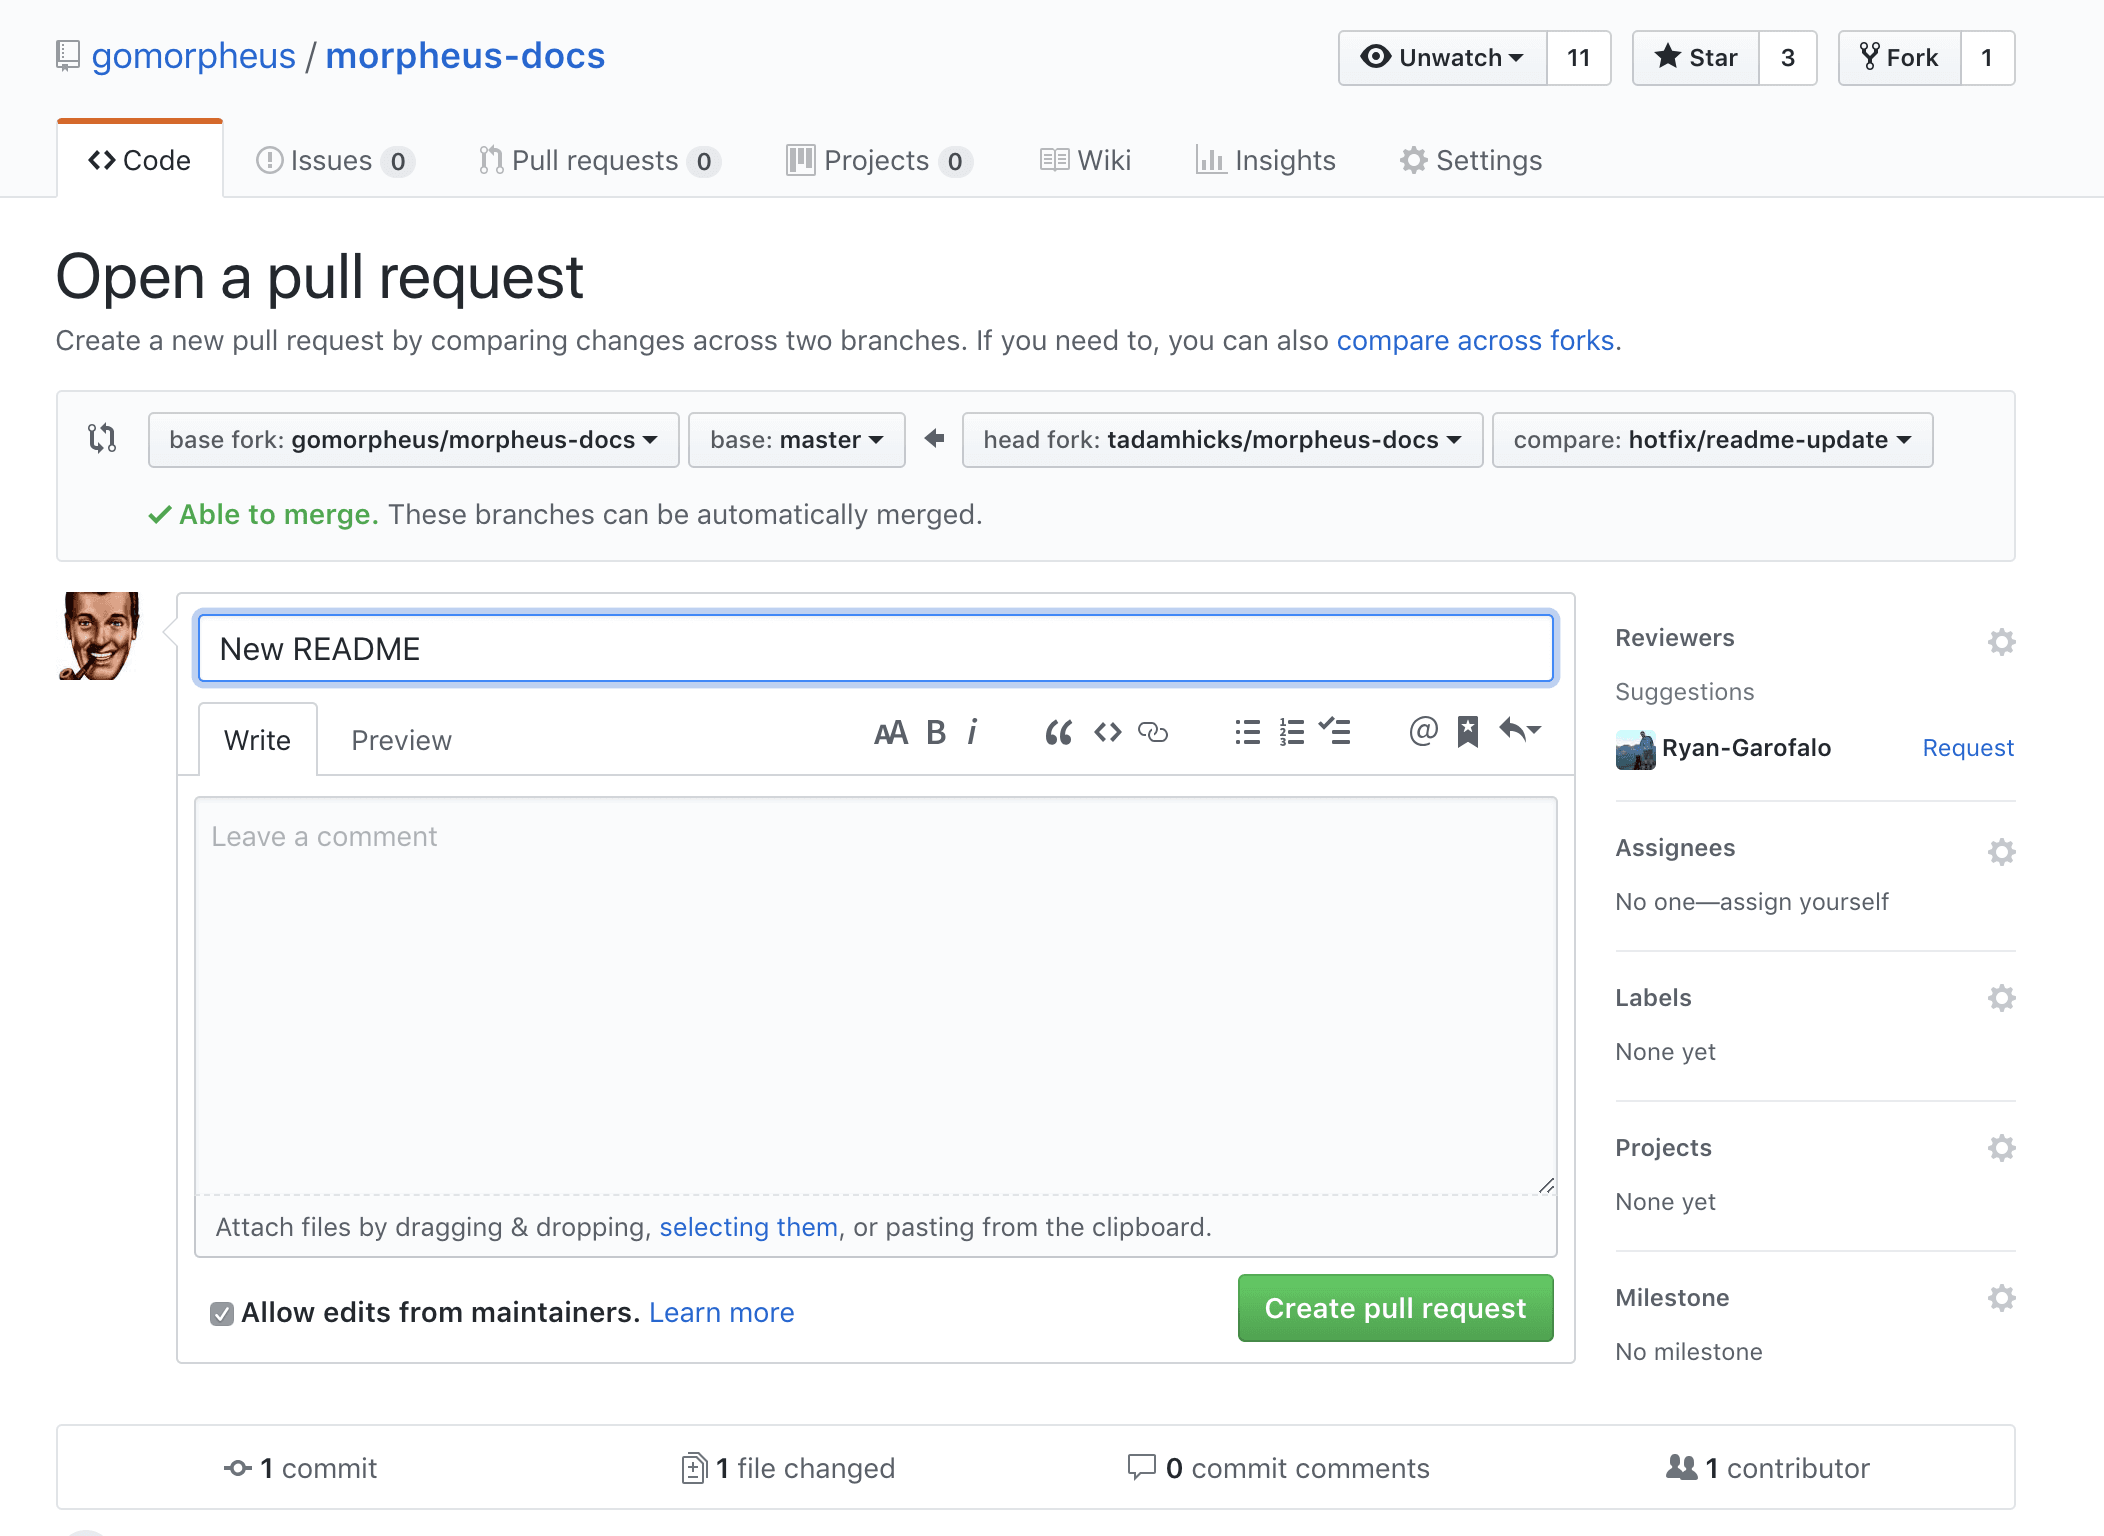 gomorpheus / morpheus-docs
Unwatch 11 Star 3 Fork 1
Code Issues 0 Pull requests 0 Projects 0 Wiki Insights Settings
Open a pull request
Create a new pull request by comparing changes across two branches. If you need to, you can also compare across forks.
base fork: gomorpheus/morpheus-docs base: master head fork: tadamhicks/morpheus-docs compare: hotfix/readme-update
Able to merge. These branches can be automatically merged.
New README
Write Preview
Leave a comment
Attach files by dragging & dropping, selecting them, or pasting from the clipboard.
Allow edits from maintainers. Learn more
Create pull request
Reviewers
Suggestions
Ryan-Garofalo Request
Assignees
No one—assign yourself
Labels
None yet
Projects
None yet
Milestone
No milestone
1 commit 1 file changed 0 commit comments 1 contributor